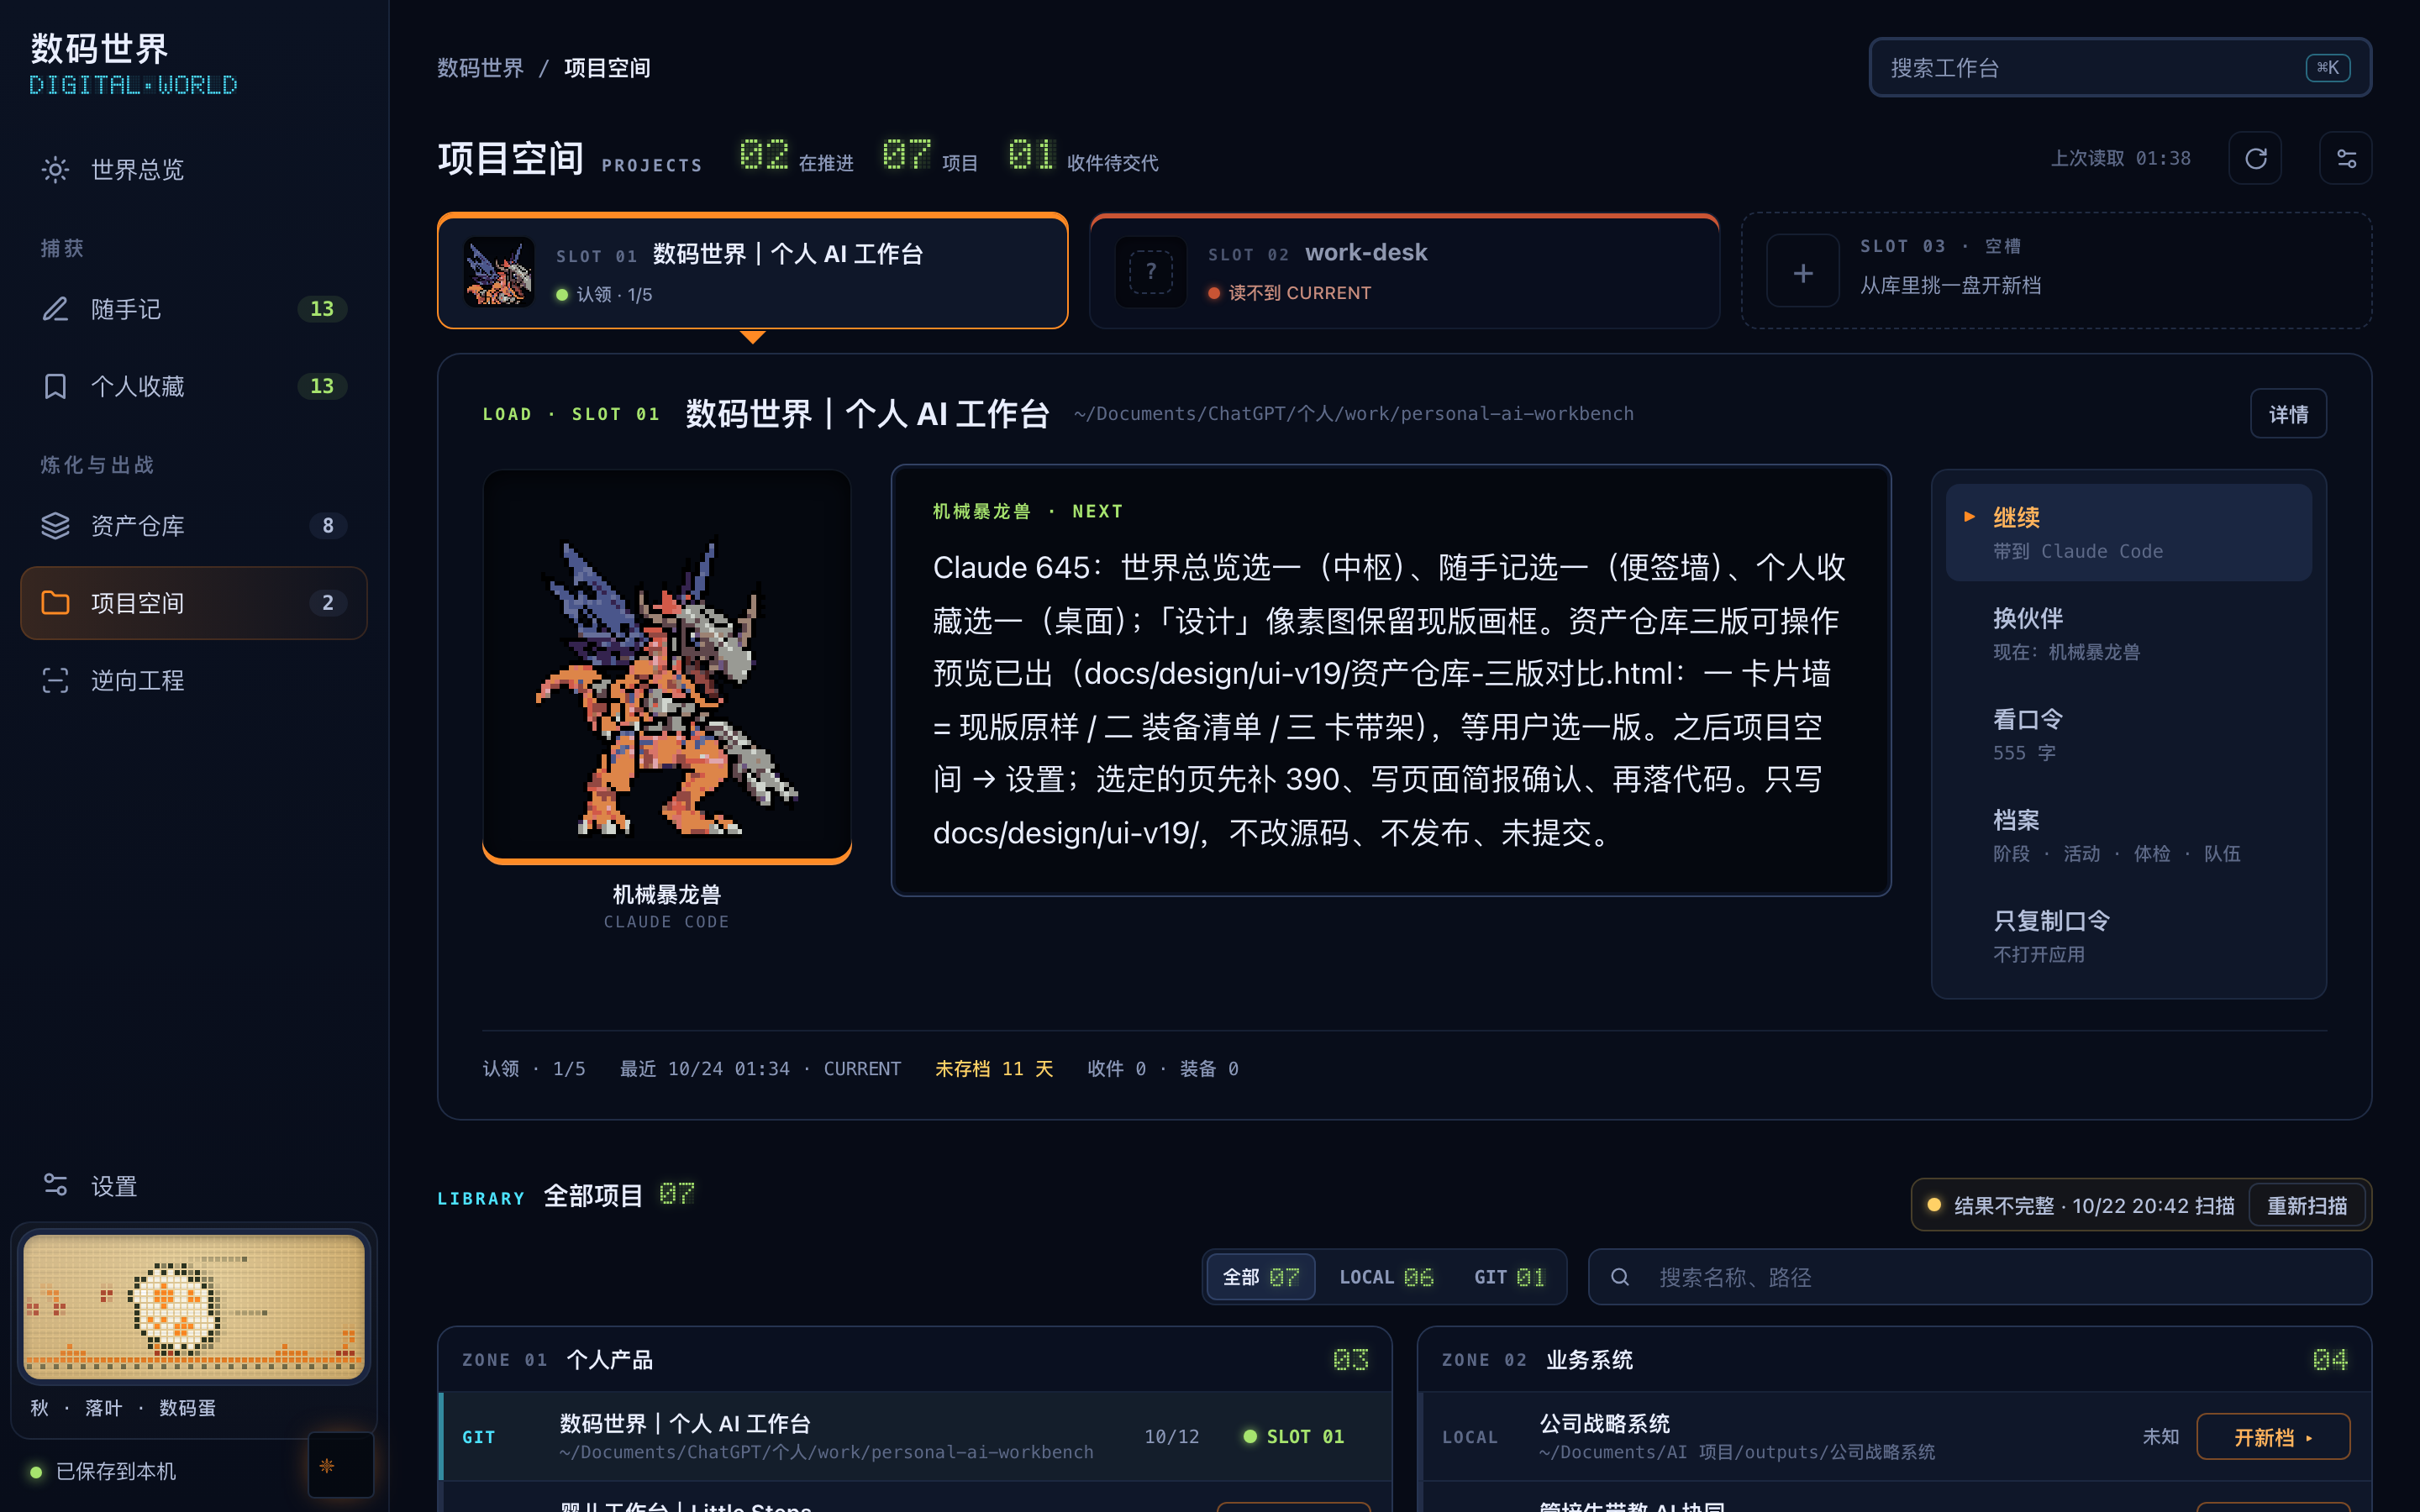 数码世界
DIGITAL·WORLD
世界总览
捕获
随手记 13
个人收藏 13
炼化与出战
资产仓库 8
项目空间 2
逆向工程
设置
秋 · 落叶 · 数码蛋
已保存到本机
数码世界 / 项目空间
搜索工作台 ⌘K
项目空间 PROJECTS 02 在推进 07 项目 01 收件待交代
上次读取 01:38
SLOT 01 数码世界｜个人 AI 工作台
认领 · 1/5
SLOT 02 work-desk
? 读不到 CURRENT
SLOT 03 · 空槽
+ 从库里挑一盘开新档
LOAD · SLOT 01 数码世界｜个人 AI 工作台 ~/Documents/ChatGPT/个人/work/personal-ai-workbench 详情
机械暴龙兽
CLAUDE CODE
机械暴龙兽 · NEXT
Claude 645：世界总览选一（中枢）、随手记选一（便签墙）、个人收
藏选一（桌面）；「设计」像素图保留现版画框。资产仓库三版可操作
预览已出（docs/design/ui-v19/资产仓库-三版对比.html：一 卡片墙
= 现版原样 / 二 装备清单 / 三 卡带架），等用户选一版。之后项目空
间 → 设置；选定的页先补 390、写页面简报确认、再落代码。只写
docs/design/ui-v19/，不改源码、不发布、未提交。
▶ 继续
带到 Claude Code
换伙伴
现在：机械暴龙兽
看口令
555 字
档案
阶段 · 活动 · 体检 · 队伍
只复制口令
不打开应用
认领 · 1/5 最近 10/24 01:34 · CURRENT 未存档 11 天 收件 0 · 装备 0
LIBRARY 全部项目 07
结果不完整 · 10/22 20:42 扫描 重新扫描
全部 07 LOCAL 06 GIT 01 搜索名称、路径
ZONE 01 个人产品 03
GIT 数码世界｜个人 AI 工作台 10/12 SLOT 01
~/Documents/ChatGPT/个人/work/personal-ai-workbench
ZONE 02 业务系统 04
LOCAL 公司战略系统 未知 开新档 ▸
~/Documents/AI 项目/outputs/公司战略系统